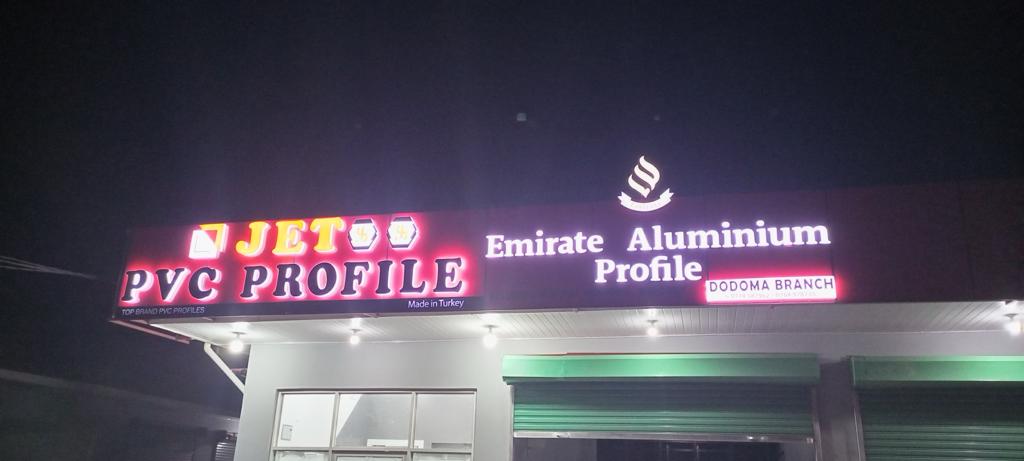 JET
PVC PROFILE
TOP BRAND PVC PROFILES
Made in Turkey
Emirate Aluminium
Profile
DODOMA BRANCH